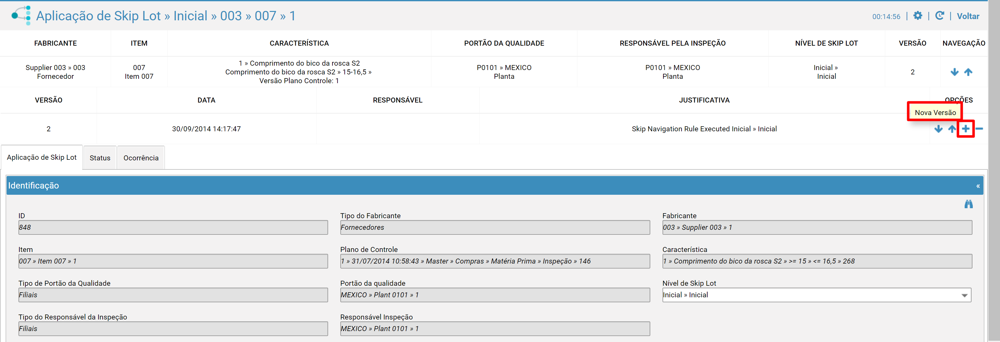 Aplicação de Skip Lot » Inicial » 003 » 007 » 1
00:14:56 | | | Voltar
FABRICANTE ITEM CARACTERÍSTICA PORTÃO DA QUALIDADE RESPONSÁVEL PELA INSPEÇÃO NÍVEL DE SKIP LOT VERSÃO NAVEGAÇÃO
Supplier 003 » 003
Fornecedor
007
Item 007
1 » Comprimento do bico da rosca S2
Comprimento do bico da rosca S2 » 15-16,5 »
Versão Plano Controle: 1
P0101 » MEXICO
Planta
P0101 » MEXICO
Planta
Inicial »
Inicial
2
VERSÃO DATA RESPONSÁVEL JUSTIFICATIVA OPÇÕES
Nova Versão
2 30/09/2014 14:17:47 Skip Navigation Rule Executed Inicial » Inicial
Aplicação de Skip Lot Status Ocorrência
Identificação «
ID Tipo do Fabricante Fabricante
848 Fornecedores 003 » Supplier 003 » 1
Item Plano de Controle Característica
007 » Item 007 » 1 1 » 31/07/2014 10:58:43 » Master » Compras » Matéria Prima » Inspeção » 146 1 » Comprimento do bico da rosca S2 » >= 15 » <= 16,5 » 268
Tipo de Portão da Qualidade Portão da qualidade Nível de Skip Lot
Filiais MEXICO » Plant 0101 » 1 Inicial » Inicial
Tipo do Responsável da Inspeção Responsável Inspeção
Filiais MEXICO » Plant 0101 » 1